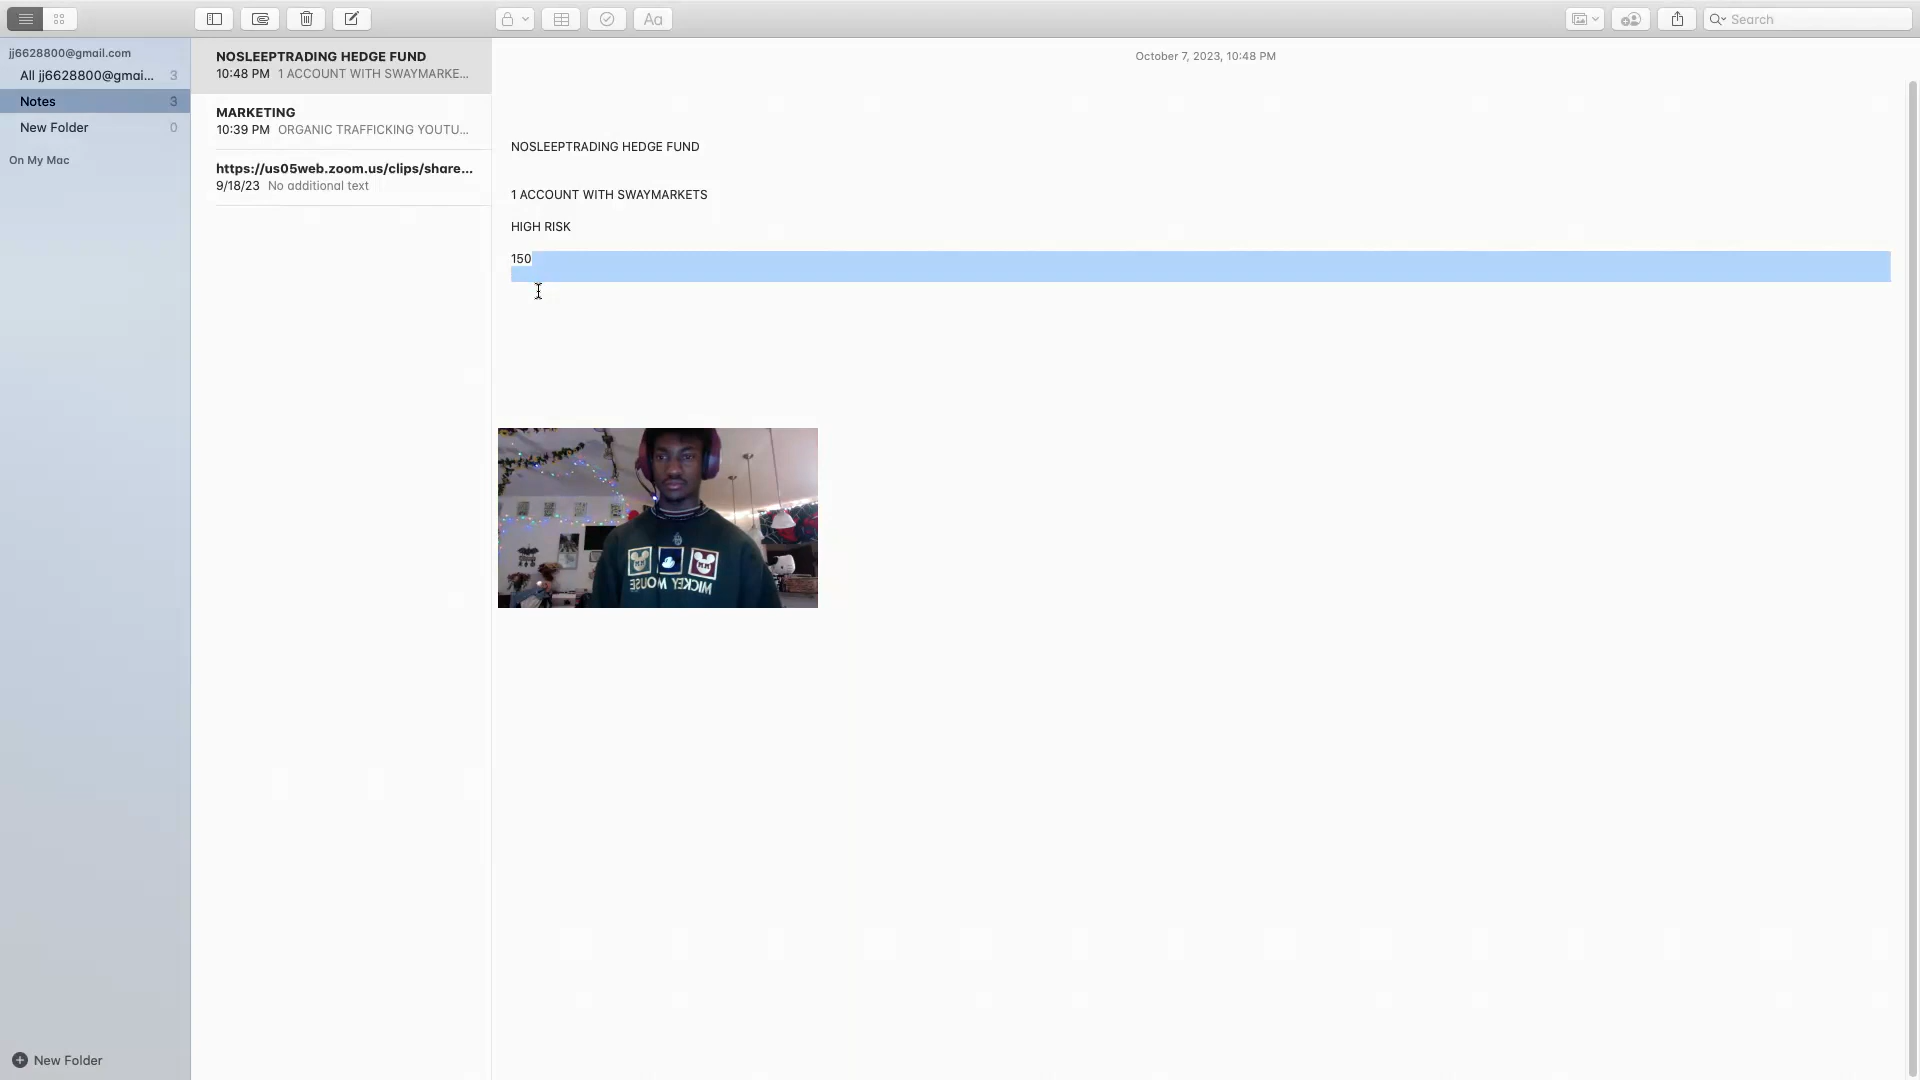 Aa
Search
jj6628800@gmail.com
All jj6628800@gmai... 3
Notes 3
New Folder 0
On My Mac
NOSLEEPTRADING HEDGE FUND
10:48 PM 1 ACCOUNT WITH SWAYMARKE...
MARKETING
10:39 PM ORGANIC TRAFFICKING YOUTU...
https://us05web.zoom.us/clips/share...
9/18/23 No additional text
October 7, 2023, 10:48 PM
NOSLEEPTRADING HEDGE FUND
1 ACCOUNT WITH SWAYMARKETS
HIGH RISK
150
MICKEY MOUSE
New Folder